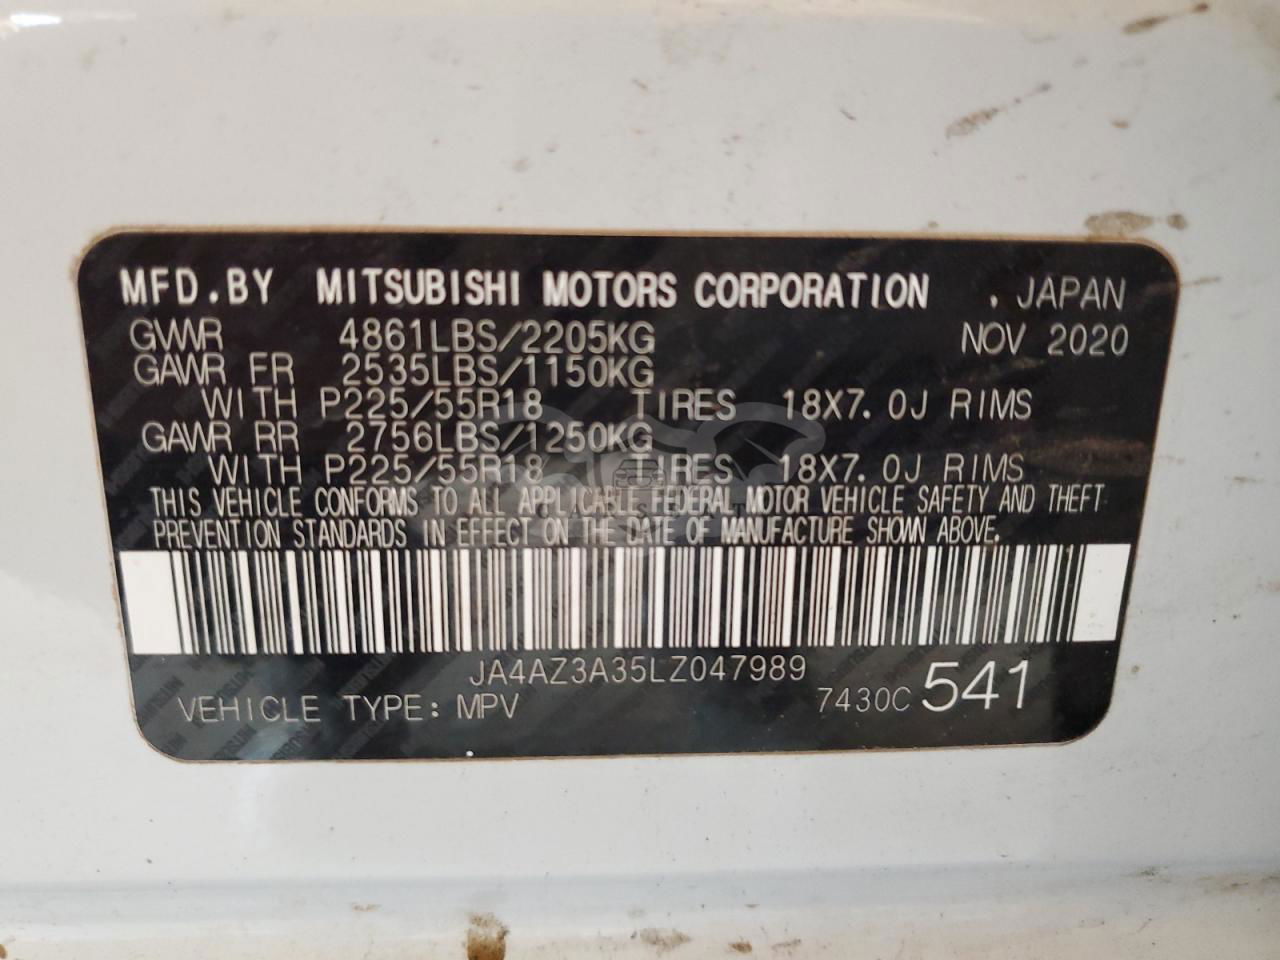 MFD.BY MITSUBISHI MOTORS CORPORATION . JAPAN
GVWR 4861LBS/2205KG NOV 2020
GAWR FR 2535LBS/1150KG
WITH P225/55R18 TIRES 18X7.0J RIMS
GAWR RR 2756LBS/1250KG
WITH P225/55R18 TIRES 18X7.0J RIMS
THIS VEHICLE CONFORMS TO ALL APPLICABLE FEDERAL MOTOR VEHICLE SAFETY AND THEFT
PREVENTION STANDARDS IN EFFECT ON THE DATE OF MANUFACTURE SHOWN ABOVE.
JA4AZ3A35LZ047989
VEHICLE TYPE: MPV 7430C 541